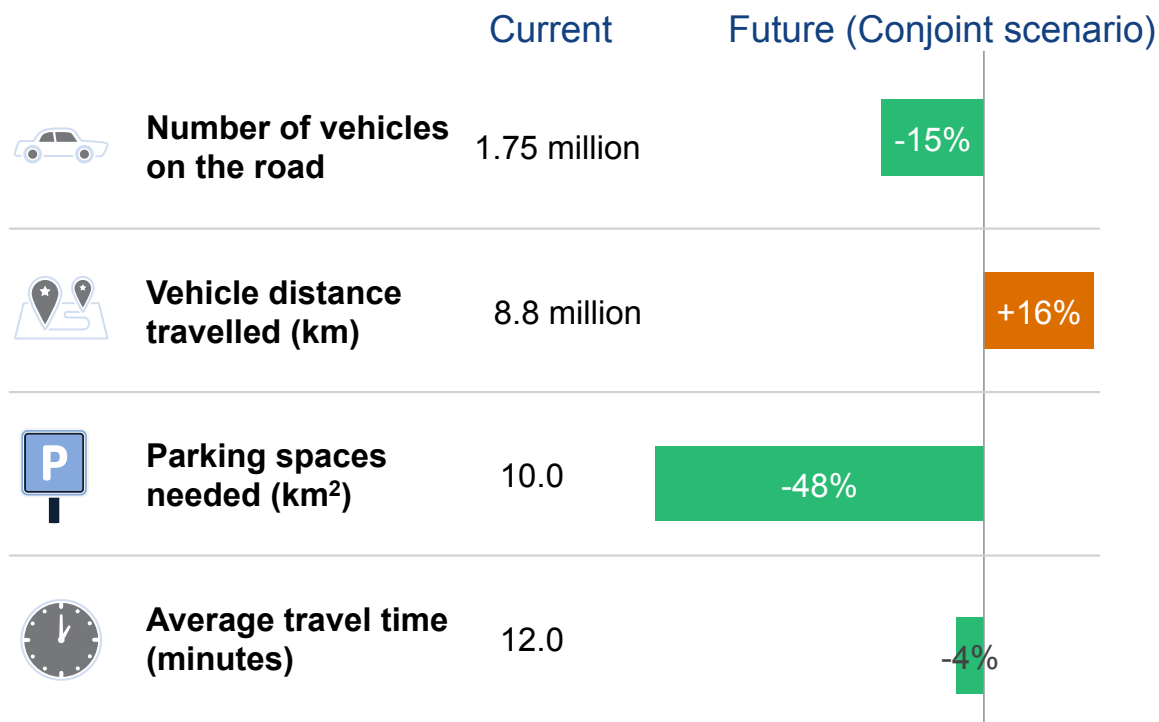 Current Future (Conjoint scenario)
Number of vehicles
on the road
1.75 million
-15%
Vehicle distance
travelled (km)
8.8 million
+16%
P
Parking spaces
needed (km²)
10.0
-48%
Average travel time
(minutes)
12.0
-4%